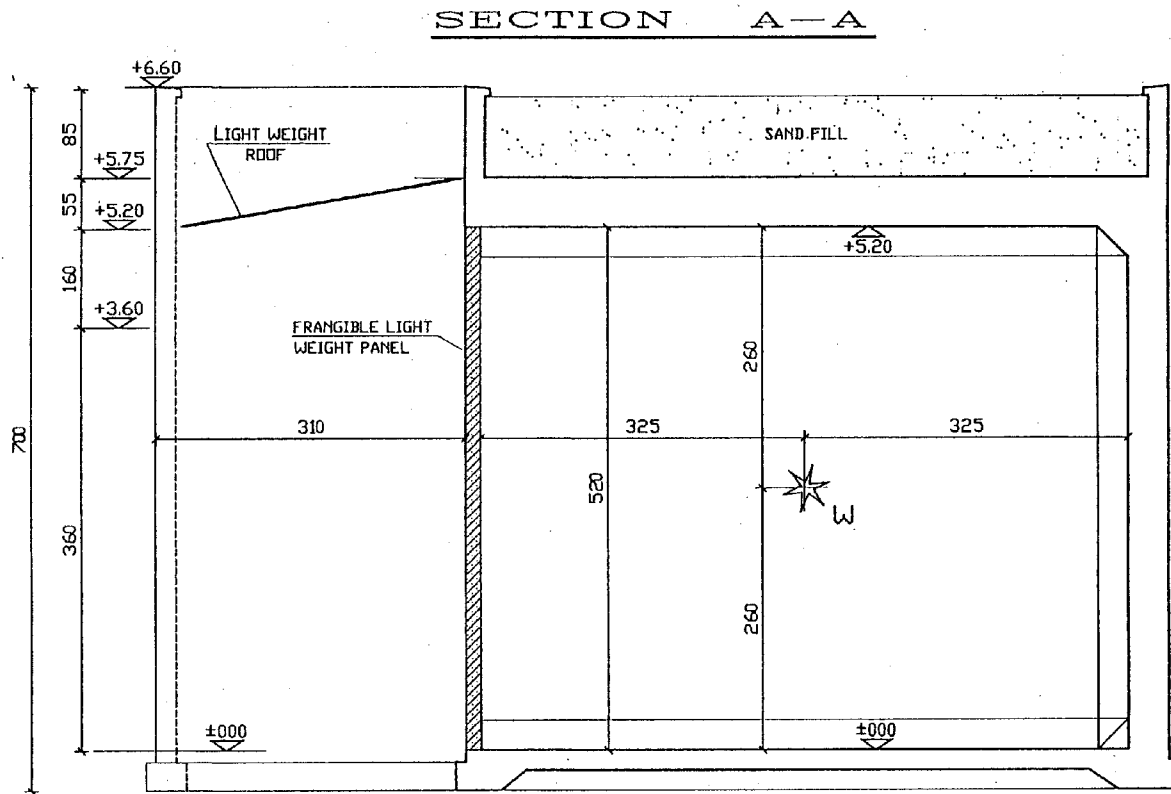 SECTION A-A
+6.60
85
LIGHT WEIGHT
ROOF
SAND FILL
+5.75
55
+5.20
+5.20
160
+3.60
FRANGIBLE LIGHT
WEIGHT PANEL
260
700
310
325
325
520
W
360
260
±000
±000